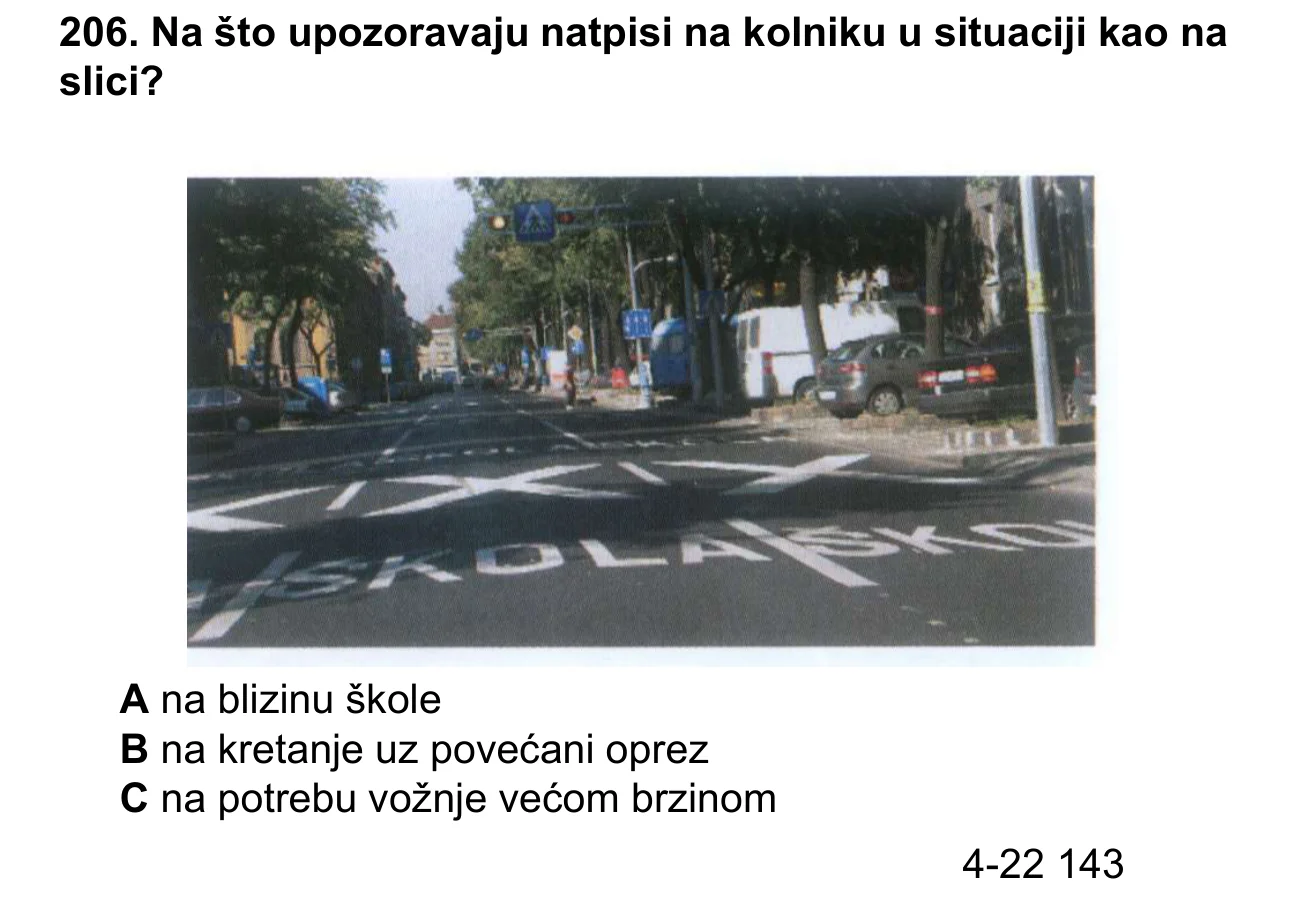 206. Na što upozoravaju natpisi na kolniku u situaciji kao na
slici?
ŠKOLA ŠKOL
A na blizinu škole
B na kretanje uz povećani oprez
C na potrebu vožnje većom brzinom
4-22 143